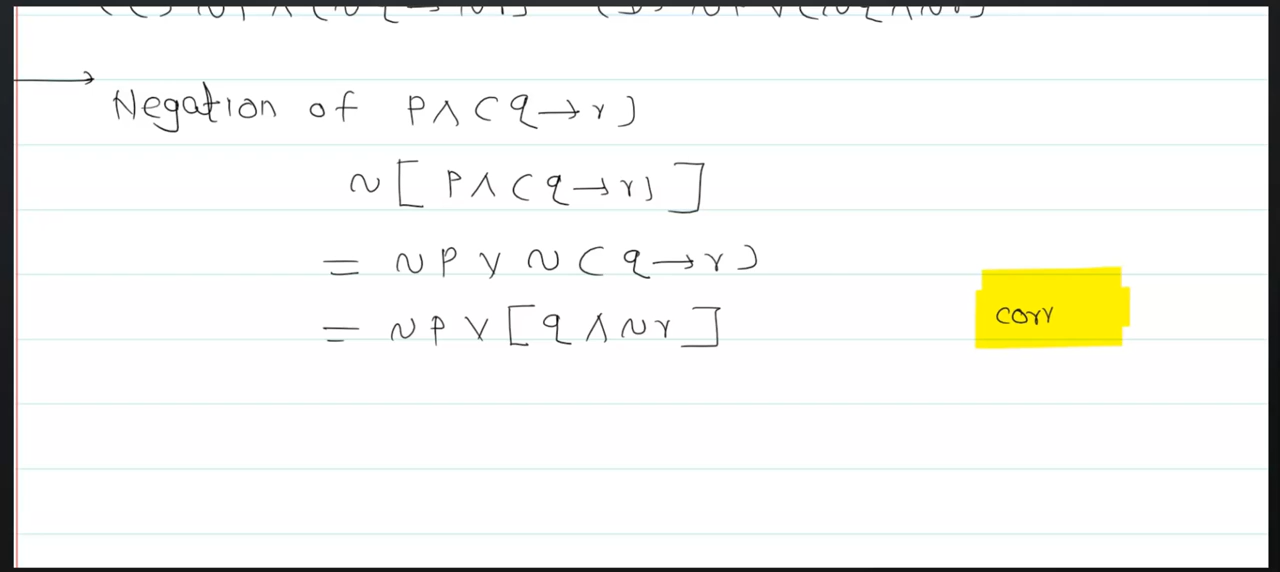 Negation of P∧(q→r)
~[P∧(q→r)]
= ~P∨~(q→r)
= ~P∨[q∧~r]
corr